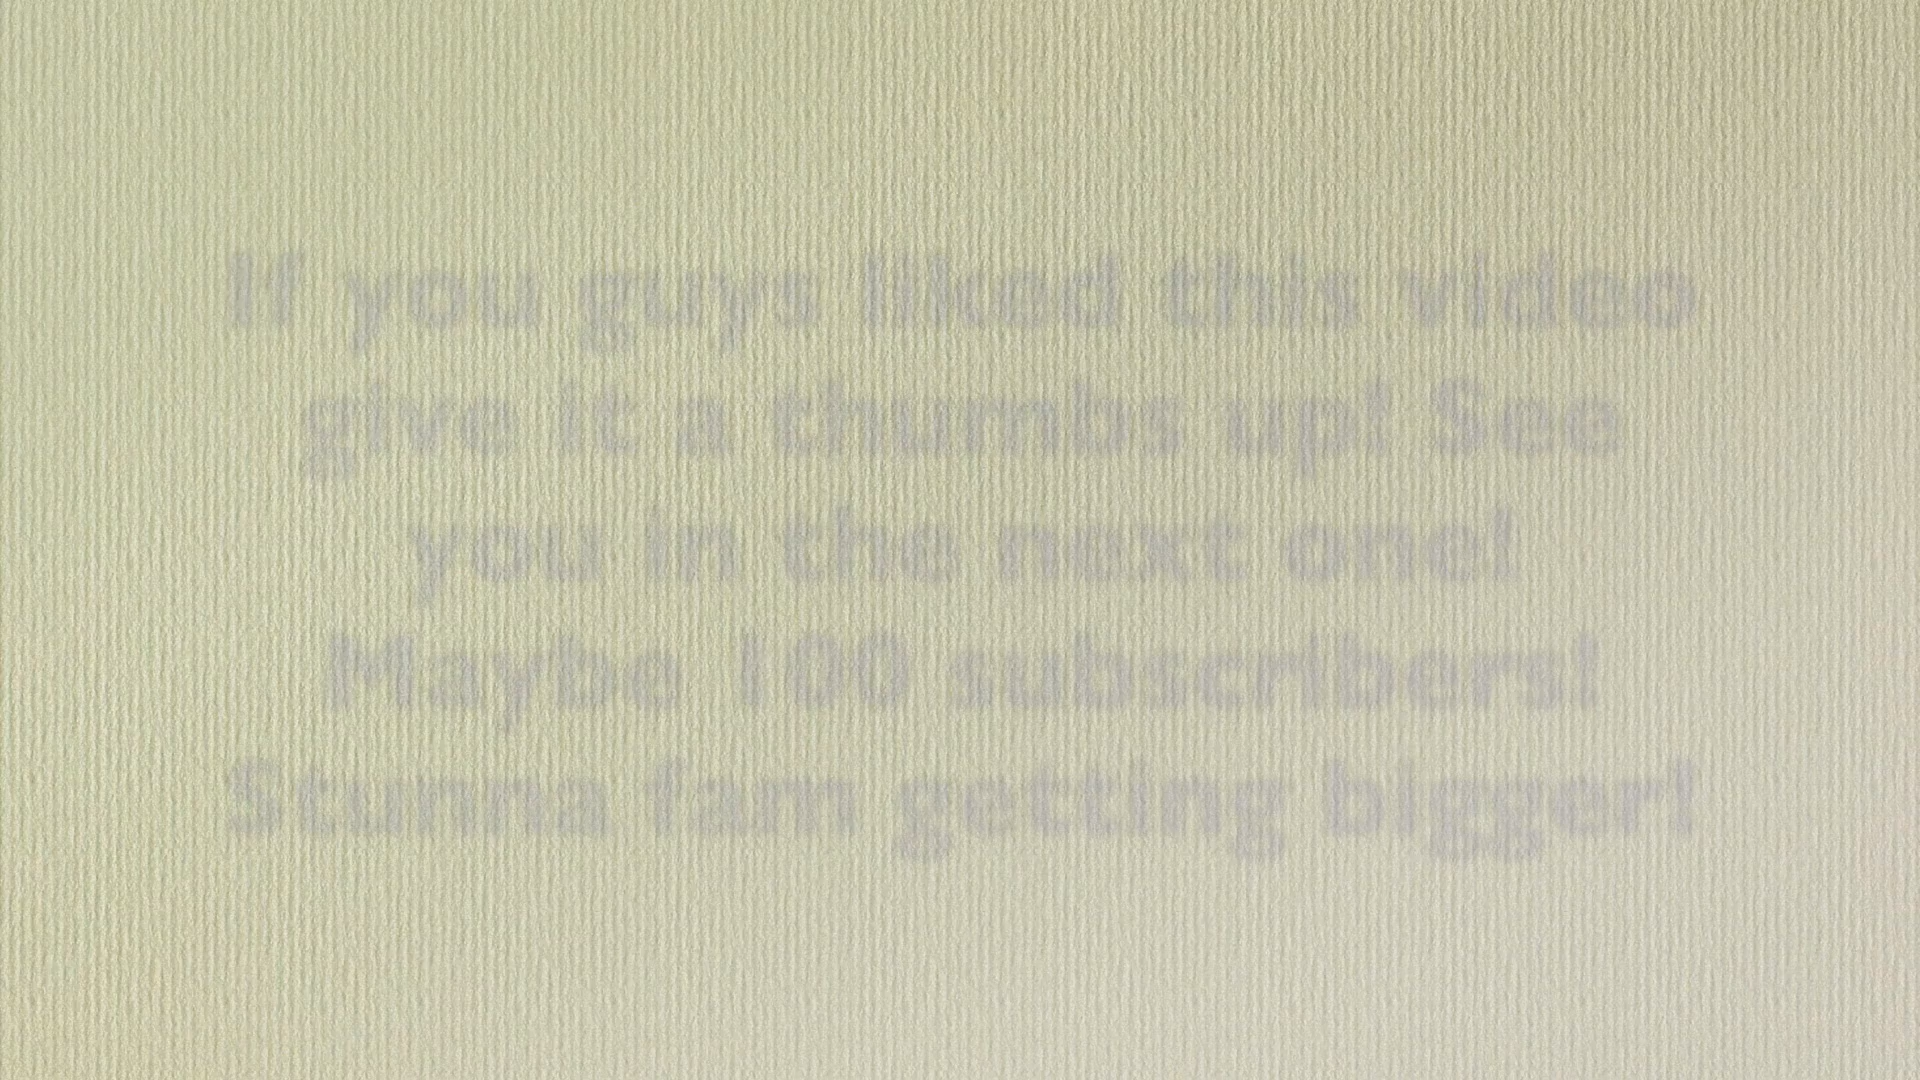 If you guys liked this video
give it a thumbs up! See
you in the next one!
Maybe 100 subscribers!
Stunna fam getting bigger!